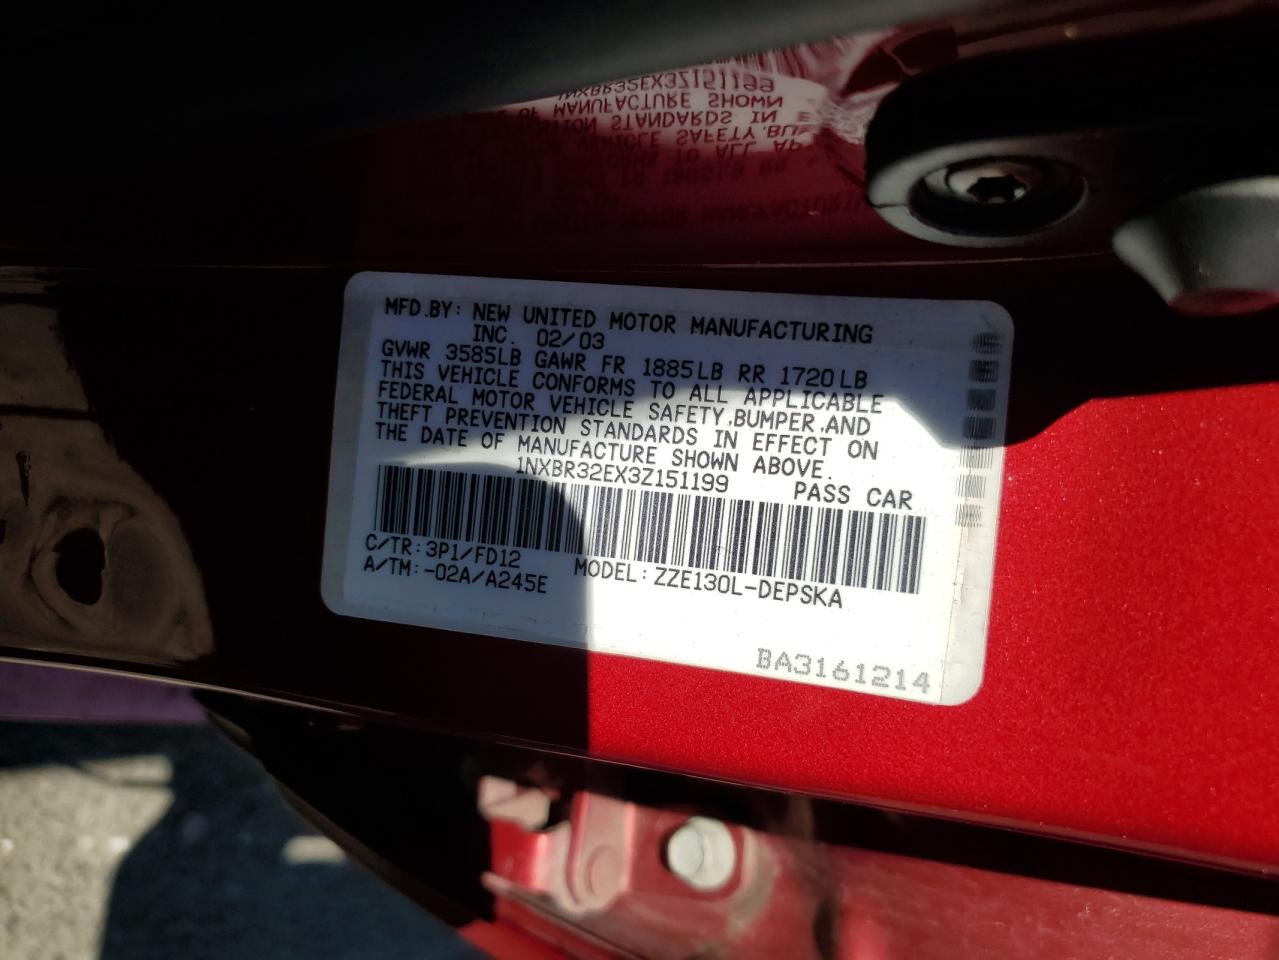 MFD.BY: NEW UNITED MOTOR MANUFACTURING
INC. 02/03
GVWR 3585LB GAWR FR 1885LB RR 1720LB
THIS VEHICLE CONFORMS TO ALL APPLICABLE
FEDERAL MOTOR VEHICLE SAFETY,BUMPER,AND
THEFT PREVENTION STANDARDS IN EFFECT ON
THE DATE OF MANUFACTURE SHOWN ABOVE.
1NXBR32EX3Z151199 PASS CAR
C/TR:3P1/FD12
A/TM:-02A/A245E MODEL:ZZE130L-DEPSKA
BA3161214